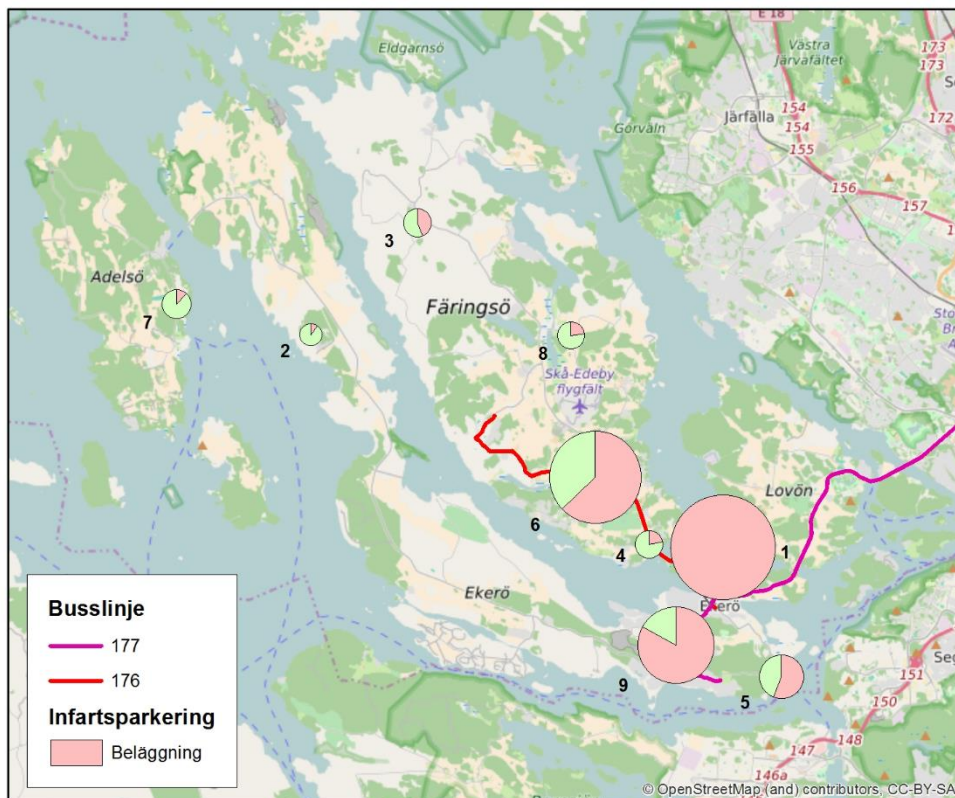 E 18
Västra
Järvafältet
173
173
Eldgarnsö
Järfälla
154
154
155
172
Görväln
156
157
3
Adelsö
7
Färingsö
2
8
Skå-Edeby
flygfält
Lovön
6
4
1
Ekerö
Ekerö
9
5
151
150
148
147
146a
Busslinje
177
176
Infartsparkering
Beläggning
© OpenStreetMap (and) contributors, CC-BY-SA